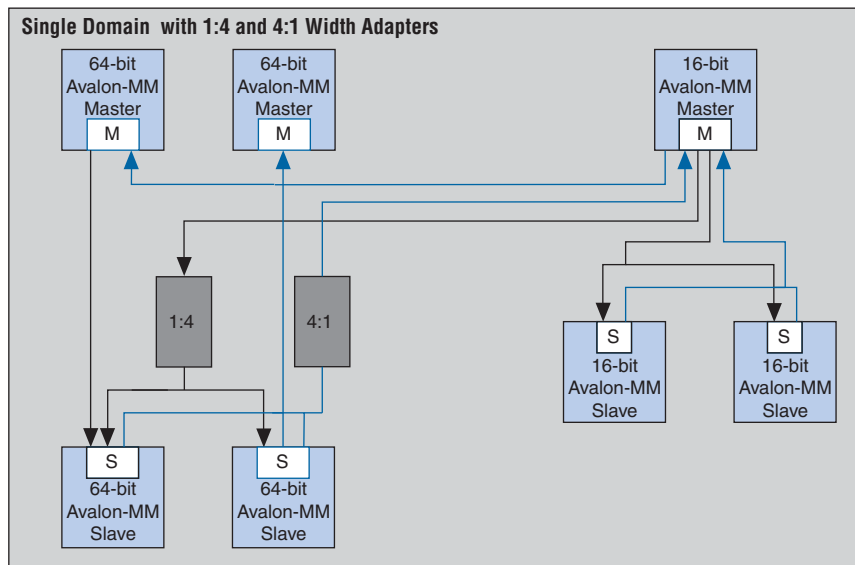 Single Domain with 1:4 and 4:1 Width Adapters
64-bit
Avalon-MM
Master
M
64-bit
Avalon-MM
Master
M
16-bit
Avalon-MM
Master
M
1:4
4:1
S
16-bit
Avalon-MM
Slave
S
16-bit
Avalon-MM
Slave
S
64-bit
Avalon-MM
Slave
S
64-bit
Avalon-MM
Slave